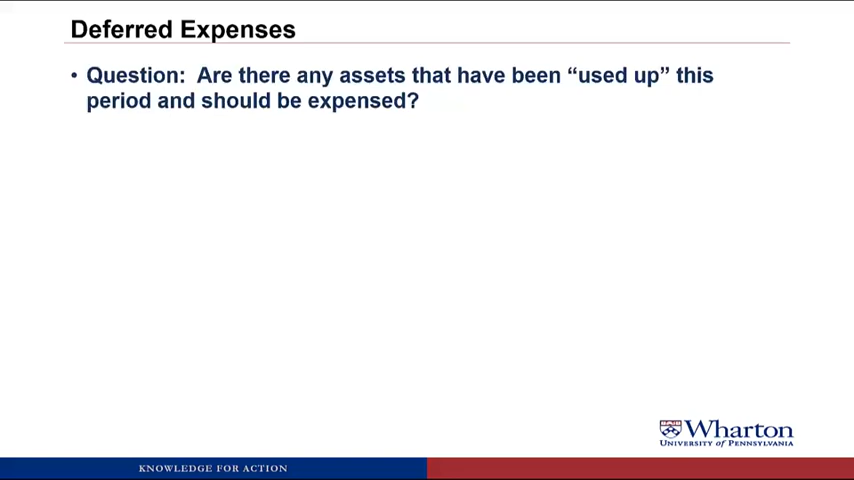 Deferred Expenses
• Question:  Are there any assets that have been “used up” this
period and should be expensed?
Wharton
UNIVERSITY of PENNSYLVANIA
KNOWLEDGE FOR ACTION